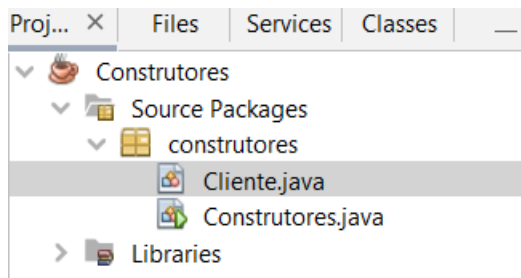 Proj... × Files Services Classes
Construtores
Source Packages
construtores
Cliente.java
Construtores.java
Libraries